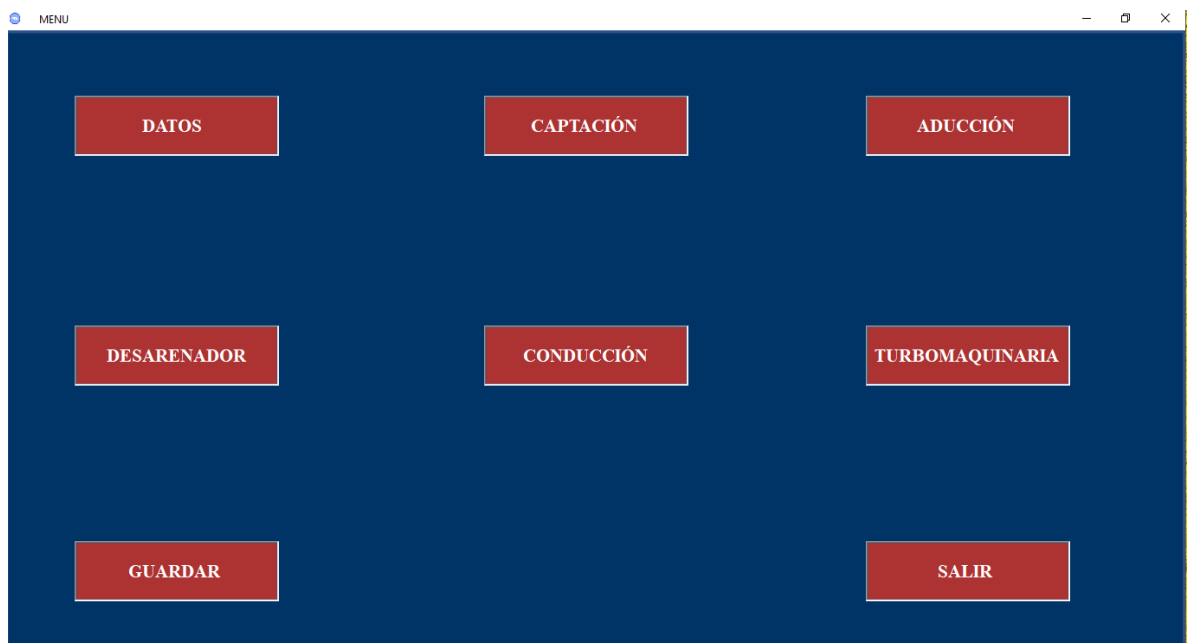 MENU
DATOS
CAPTACIÓN
ADUCCIÓN
DESARENADOR
CONDUCCIÓN
TURBOMAQUINARIA
GUARDAR
SALIR